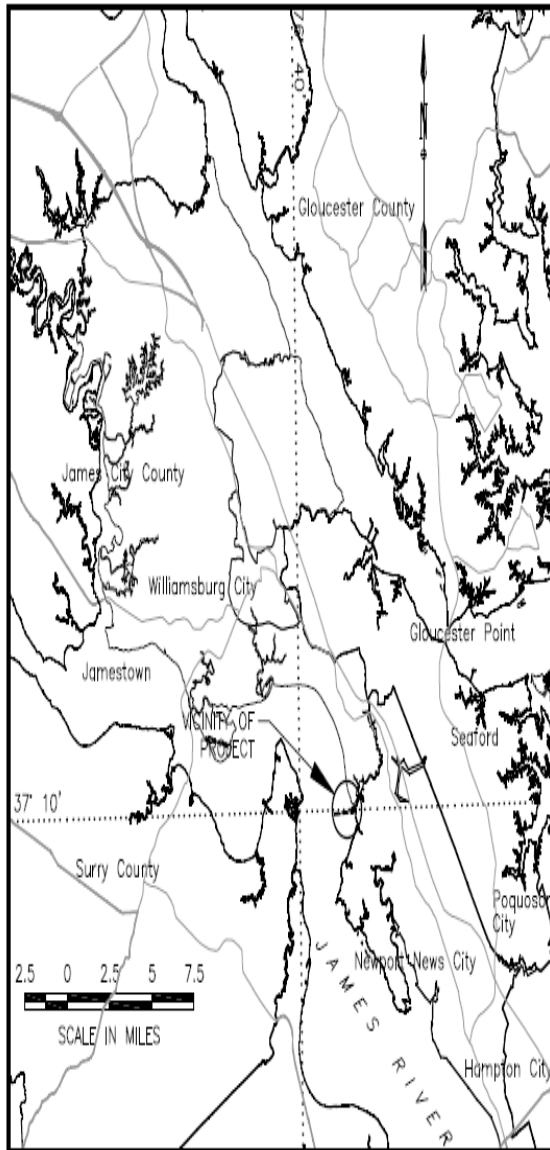 76° 40'
N
Gloucester County
James City County
Williamsburg City
Gloucester Point
Jamestown
VICINITY OF
PROJECT
Seaford
37° 10'
Surry County
Poquoson
City
Newport News City
2.5 0 2.5 5 7.5
SCALE IN MILES
JAMES RIVER
Hampton City